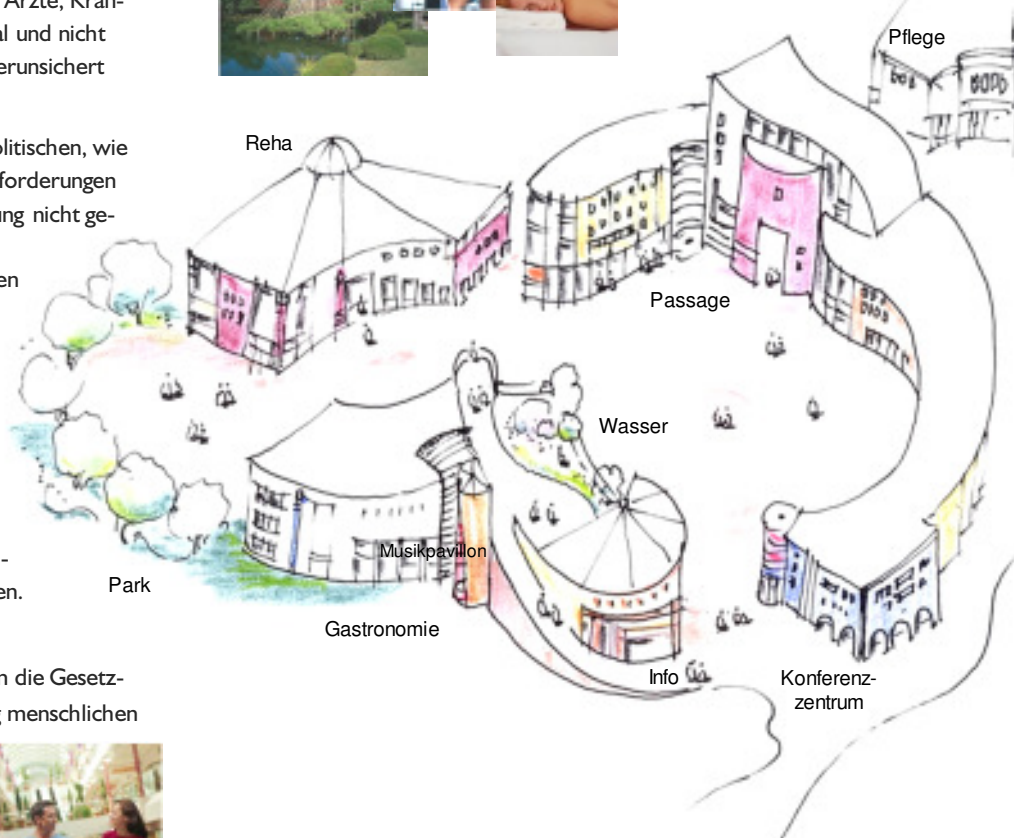 Ärzte, Kran-
al und nicht
erunsichert
olitischen, wie
forderungen
ung nicht ge-
en
-
en.
n die Gesetz-
g menschlichen
Pflege
Reha
Passage
Wasser
Musikpavillon
Park
Gastronomie
Info
Konferenz-
zentrum